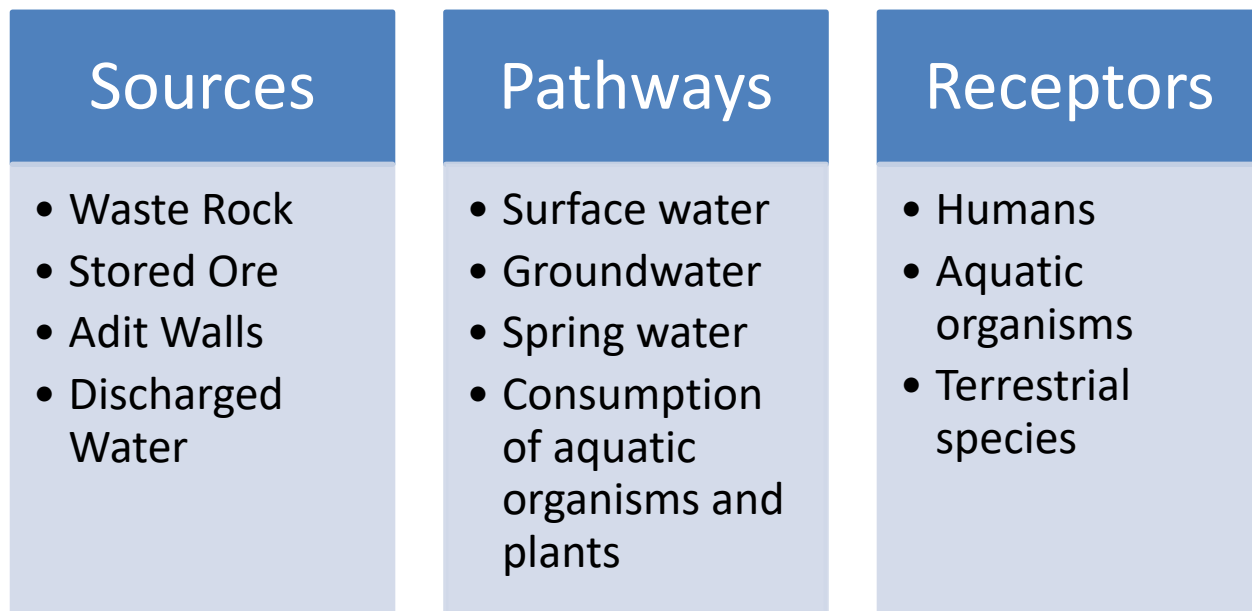 Sources
• Waste Rock
• Stored Ore
• Adit Walls
• Discharged
Water
Pathways
• Surface water
• Groundwater
• Spring water
• Consumption
of aquatic
organisms and
plants
Receptors
• Humans
• Aquatic
organisms
• Terrestrial
species